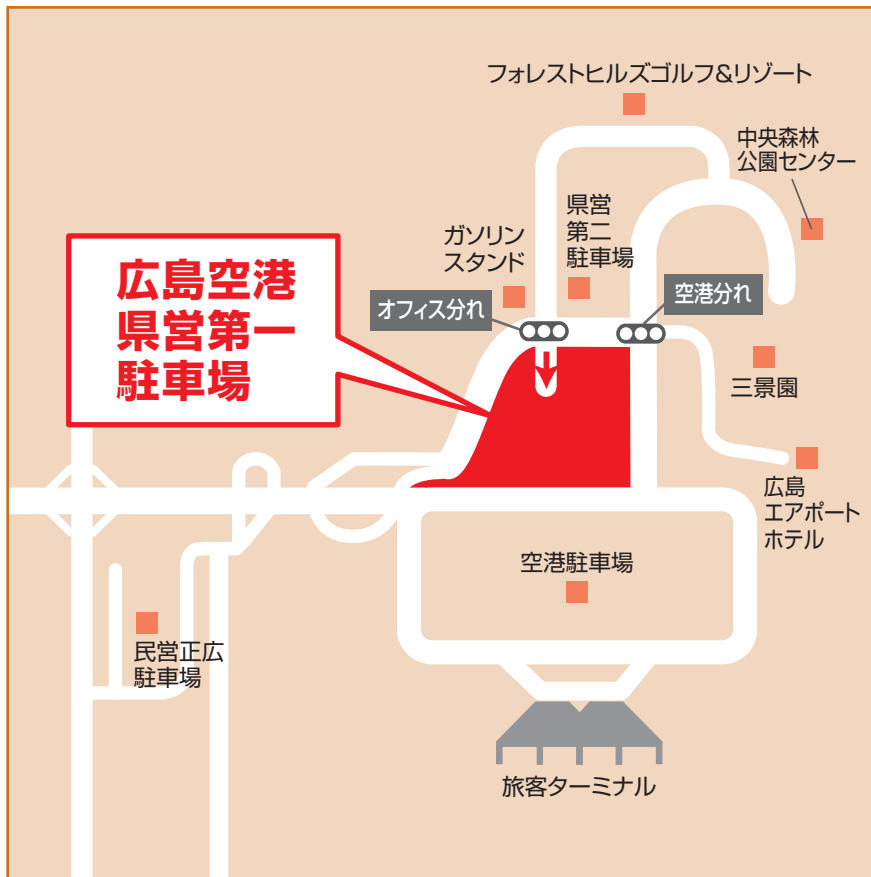 フォレストヒルズゴルフ&リゾート
中央森林
公園センター
県営
第二
駐車場
ガソリン
スタンド
広島空港
県営第一
駐車場
オフィス分れ
空港分れ
三景園
広島
エアポート
ホテル
空港駐車場
民営正広
駐車場
旅客ターミナル